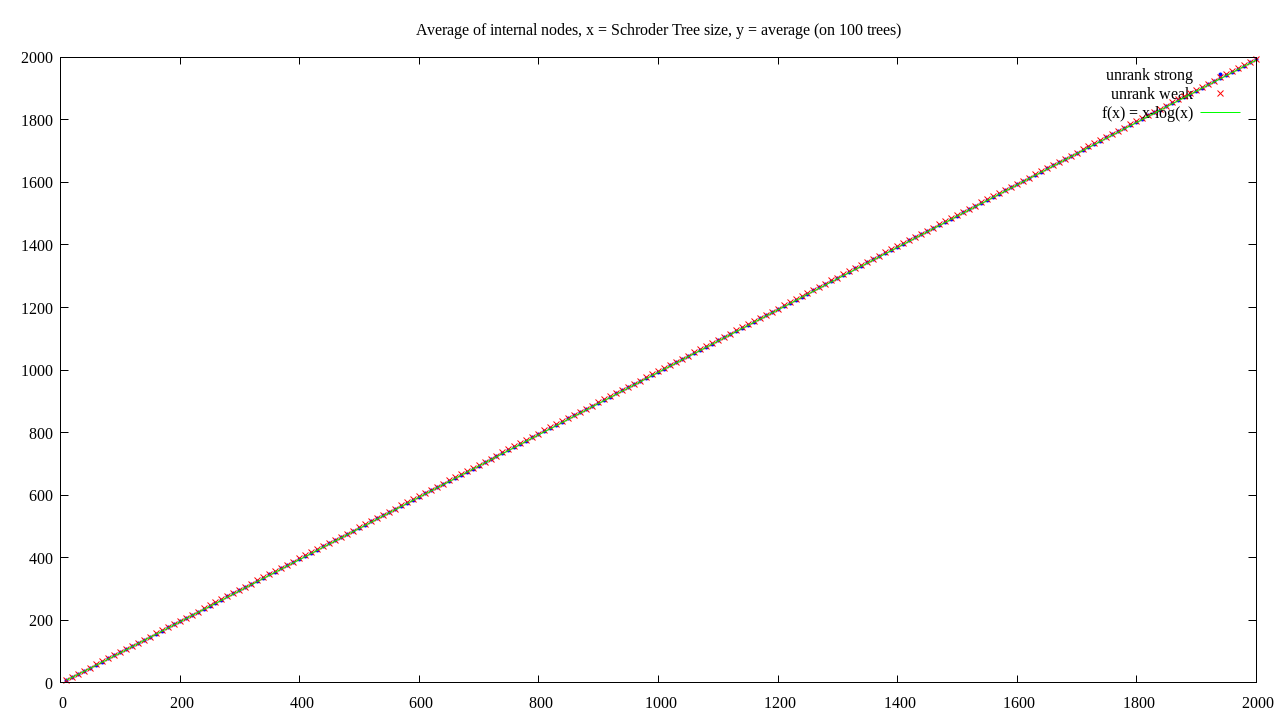 Average of internal nodes, x = Schroder Tree size, y = average (on 100 trees)
2000
1800
1600
1400
1200
1000
800
600
400
200
0
unrank strong
unrank weak
f(x) = x-log(x)
0 200 400 600 800 1000 1200 1400 1600 1800 2000